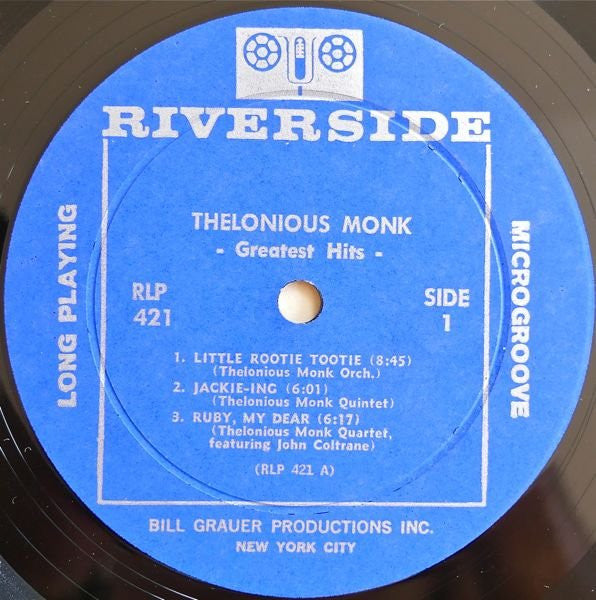 RIVERSIDE
LONG PLAYING
MICROGROOVE
THELONIOUS MONK
- Greatest Hits -
RLP
421
SIDE
1
1. LITTLE ROOTIE TOOTIE (8:45)
(Thelonious Monk Orch.)
2. JACKIE-ING (6:01)
(Thelonious Monk Quintet)
3. RUBY, MY DEAR (6:17)
(Thelonious Monk Quartet,
featuring John Coltrane)
(RLP 421 A)
BILL GRAUER PRODUCTIONS INC.
NEW YORK CITY